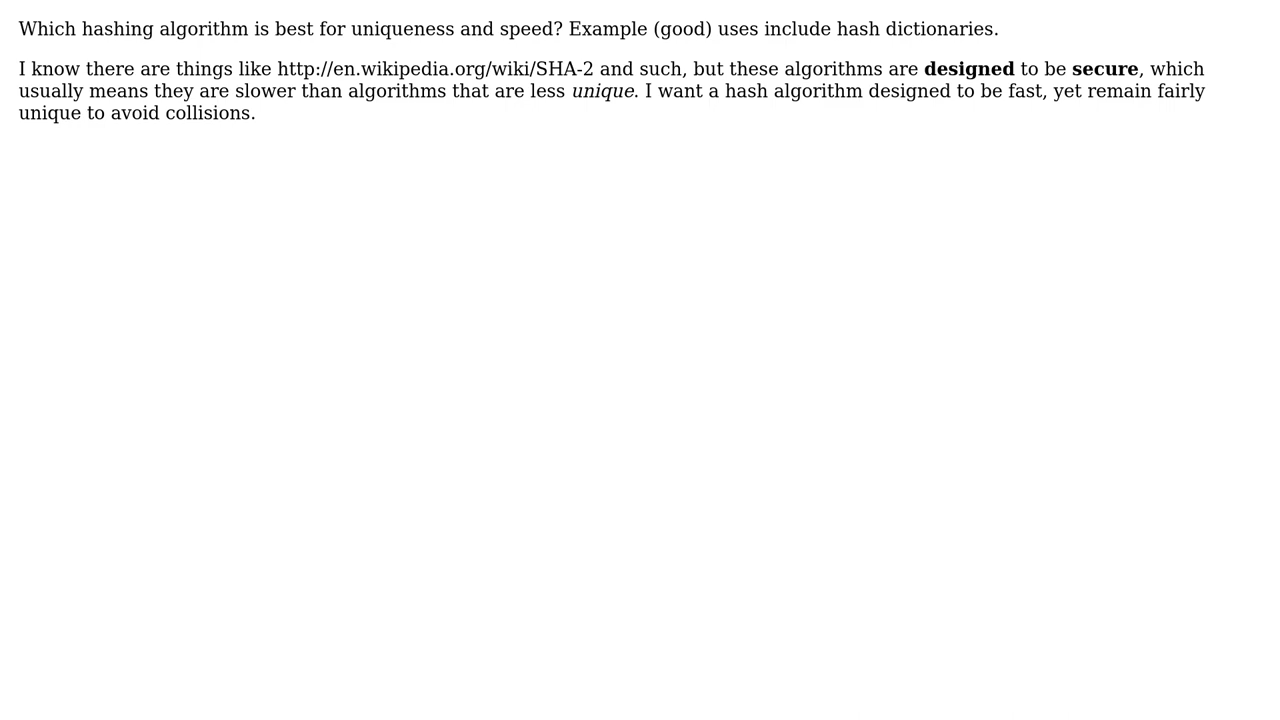 Which hashing algorithm is best for uniqueness and speed? Example (good) uses include hash dictionaries.
I know there are things like http://en.wikipedia.org/wiki/SHA-2 and such, but these algorithms are designed to be secure, which
usually means they are slower than algorithms that are less unique. I want a hash algorithm designed to be fast, yet remain fairly
unique to avoid collisions.